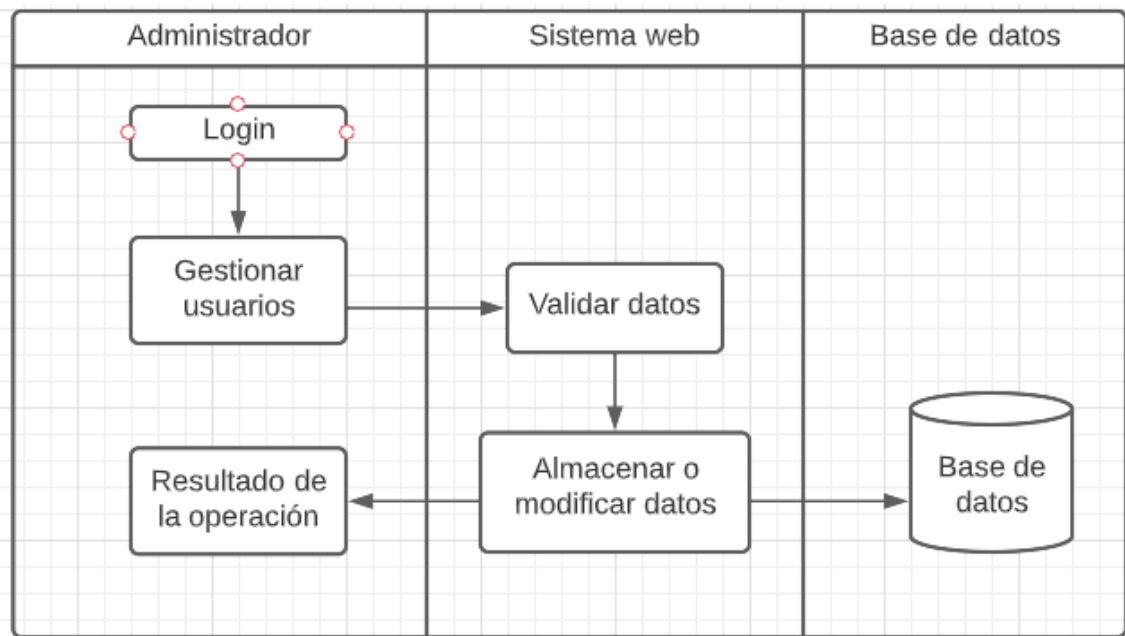 Administrador
Sistema web
Base de datos
Login
Gestionar
usuarios
Validar datos
Almacenar o
modificar datos
Resultado de
la operación
Base de
datos